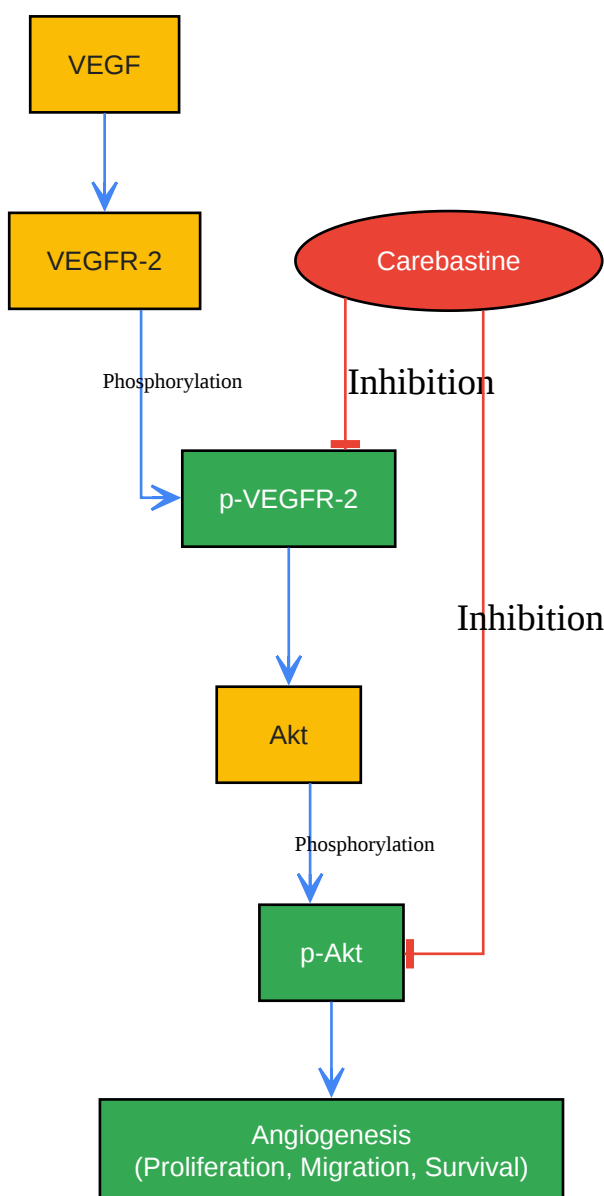 VEGF
VEGFR-2
Carebastine
Phosphorylation
Inhibition
p-VEGFR-2
Inhibition
Akt
Phosphorylation
p-Akt
Angiogenesis
(Proliferation, Migration, Survival)